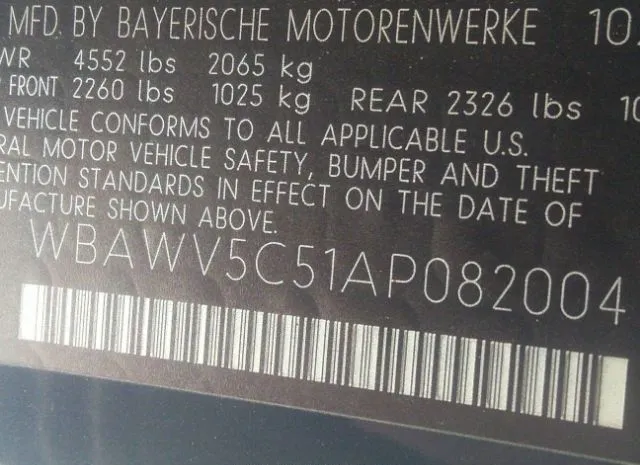 MFD. BY BAYERISCHE MOTORENWERKE 10
WR 4552 lbs 2065 kg
FRONT 2260 lbs 1025 kg REAR 2326 lbs 10
VEHICLE CONFORMS TO ALL APPLICABLE U.S.
RAL MOTOR VEHICLE SAFETY, BUMPER AND THEFT
ENTION STANDARDS IN EFFECT ON THE DATE OF
UFACTURE SHOWN ABOVE.
WBAWV5C51AP082004